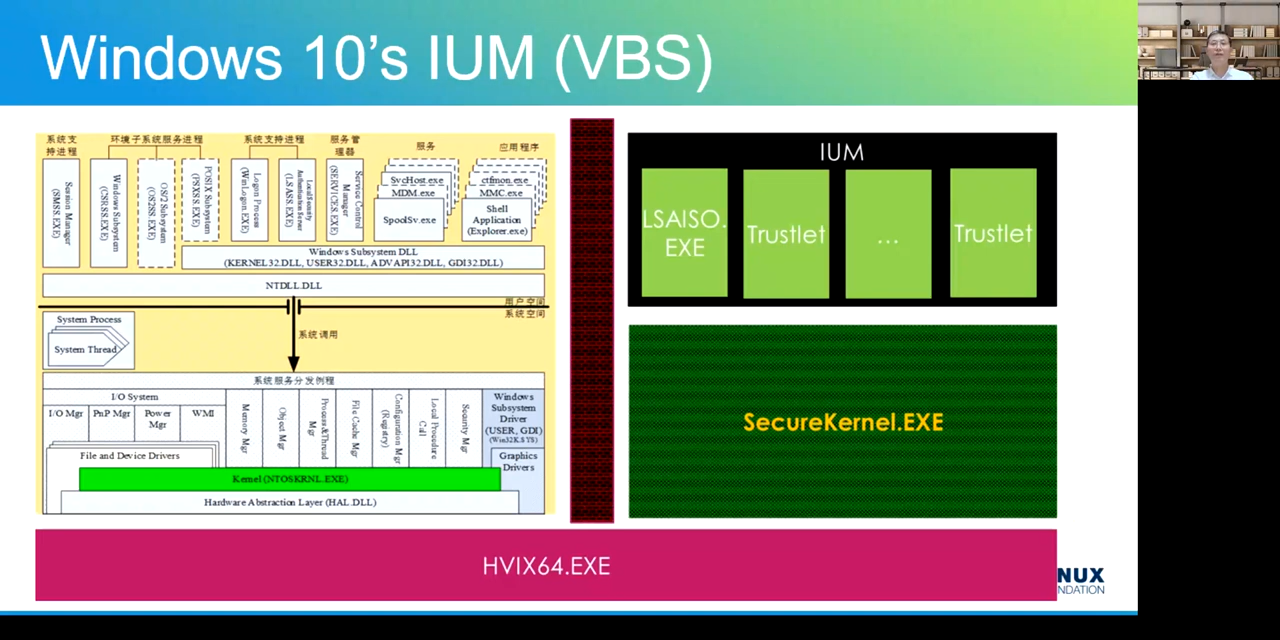 Windows 10's IUM (VBS)
系统支
持进程
环境子系统服务进程
系统支持进程
服务管
理器
服务
应用程序
Session Manager
(SMSS.EXE)
Windows Subsystem
(CSRSS.EXE)
OS/2 Subsystem
(OS2SS.EXE)
POSIX Subsystem
(PSXSS.EXE)
Logon Process
(WinLogon.EXE)
Local Security
Authentication Server
(LSASS.EXE)
Service Control
Manager
(SERVICES.EXE)
SvcHost.exe
MDM.exe
SpoolSv.exe
ctfmon.exe
MMC.exe
Shell
Application
(Explorer.exe)
Windows Subsystem DLL
(KERNEL32.DLL, USER32.DLL, ADVAPI32.DLL, GDI32.DLL)
NTDLL.DLL
用户空间
系统空间
System Process
System Thread
系统调用
系统服务分发例程
I/O System
I/O Mgr
PnP Mgr
Power
Mgr
WMI
Memory Mgr
Object Mgr
Process&Thread
Mgr
File Cache Mgr
Configuration Mgr
(Registry)
Local Procedure
Call
Security Mgr
Windows
Subsystem
Driver
(USER, GDI)
(Win32K.SYS)
File and Device Drivers
Graphics
Drivers
Kernel (NTOSKRNL.EXE)
Hardware Abstraction Layer (HAL.DLL)
IUM
LSAISO.
EXE
Trustlet
...
Trustlet
SecureKernel.EXE
HVIX64.EXE
NUX
NDATION